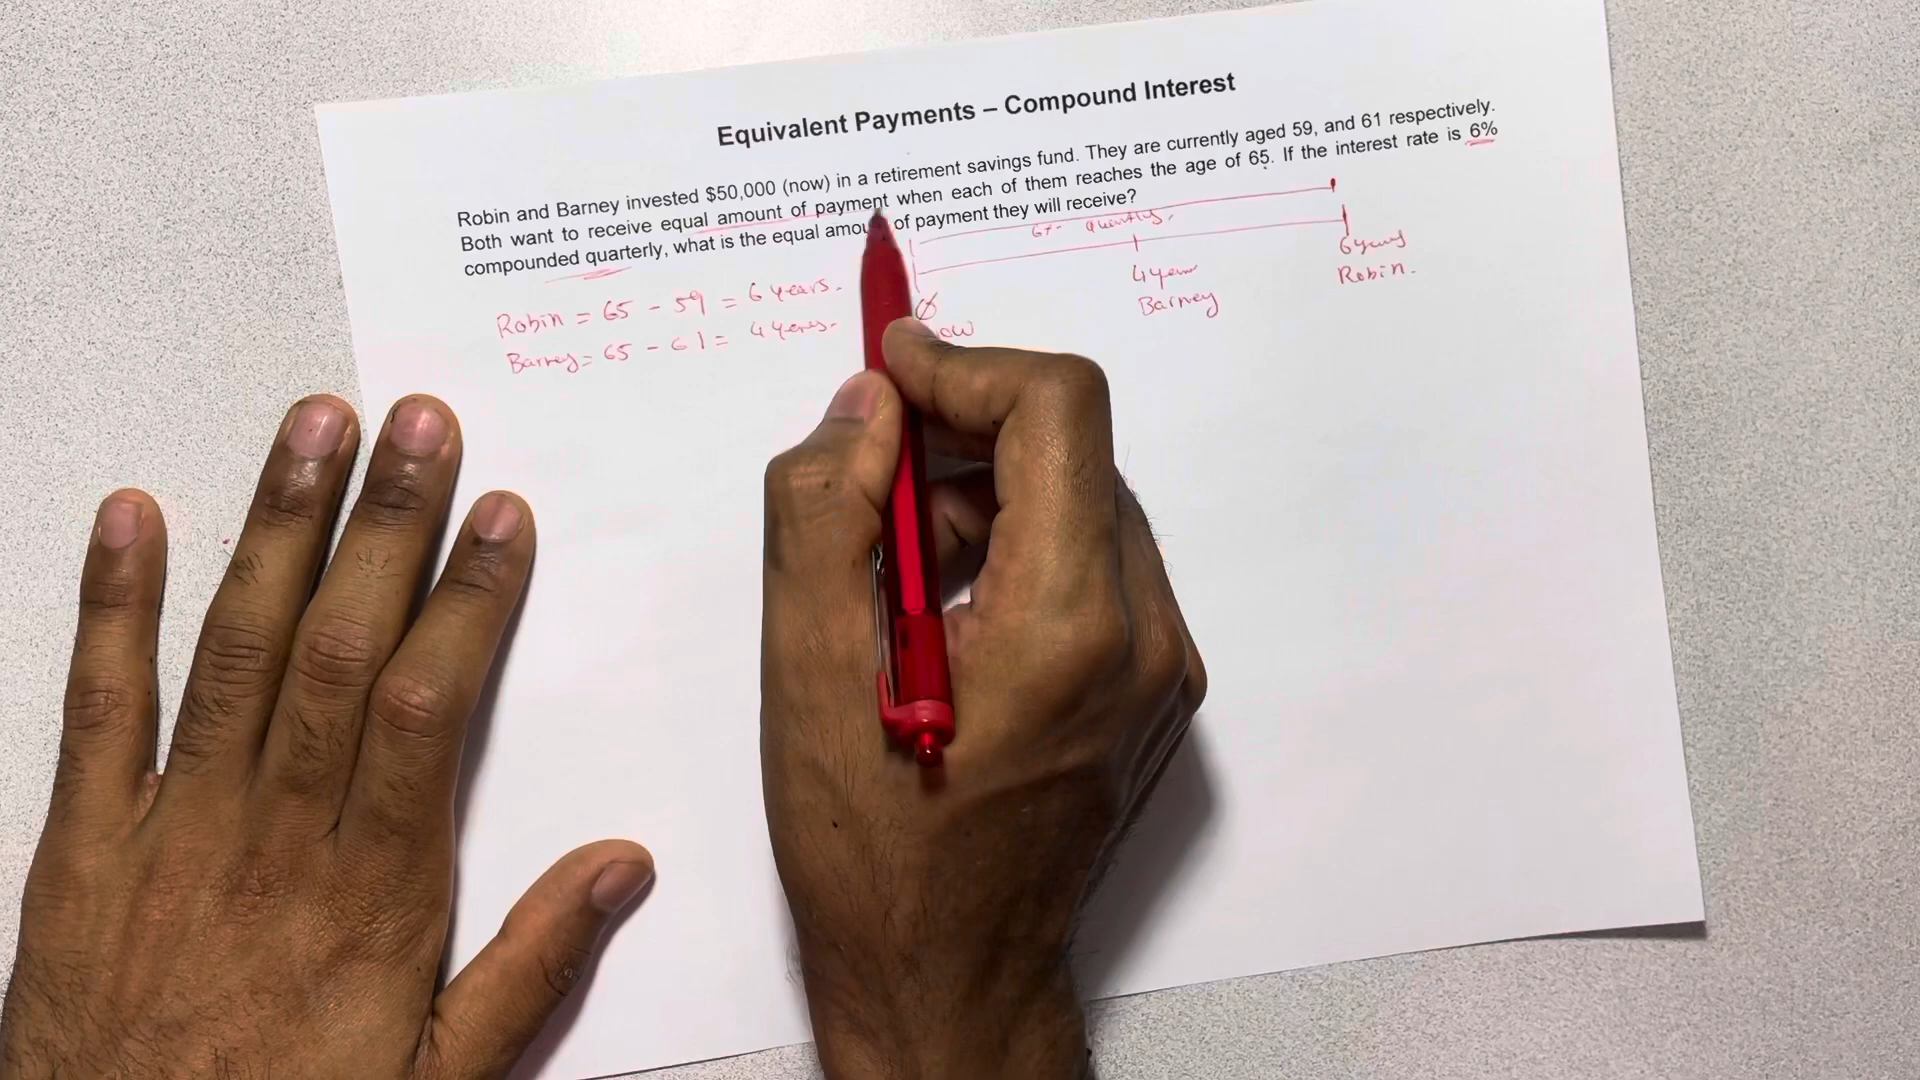 Equivalent Payments – Compound Interest
Robin and Barney invested $50,000 (now) in a retirement savings fund. They are currently aged 59, and 61 respectively.
Both want to receive equal amount of payment when each of them reaches the age of 65. If the interest rate is 6%
compounded quarterly, what is the equal amou of payment they will receive?
6%
Robin = 65 - 59 = 6 years.
Barney = 65 - 61 = 4 years.
Ø
now
4 years
Barney
6 years
Robin.